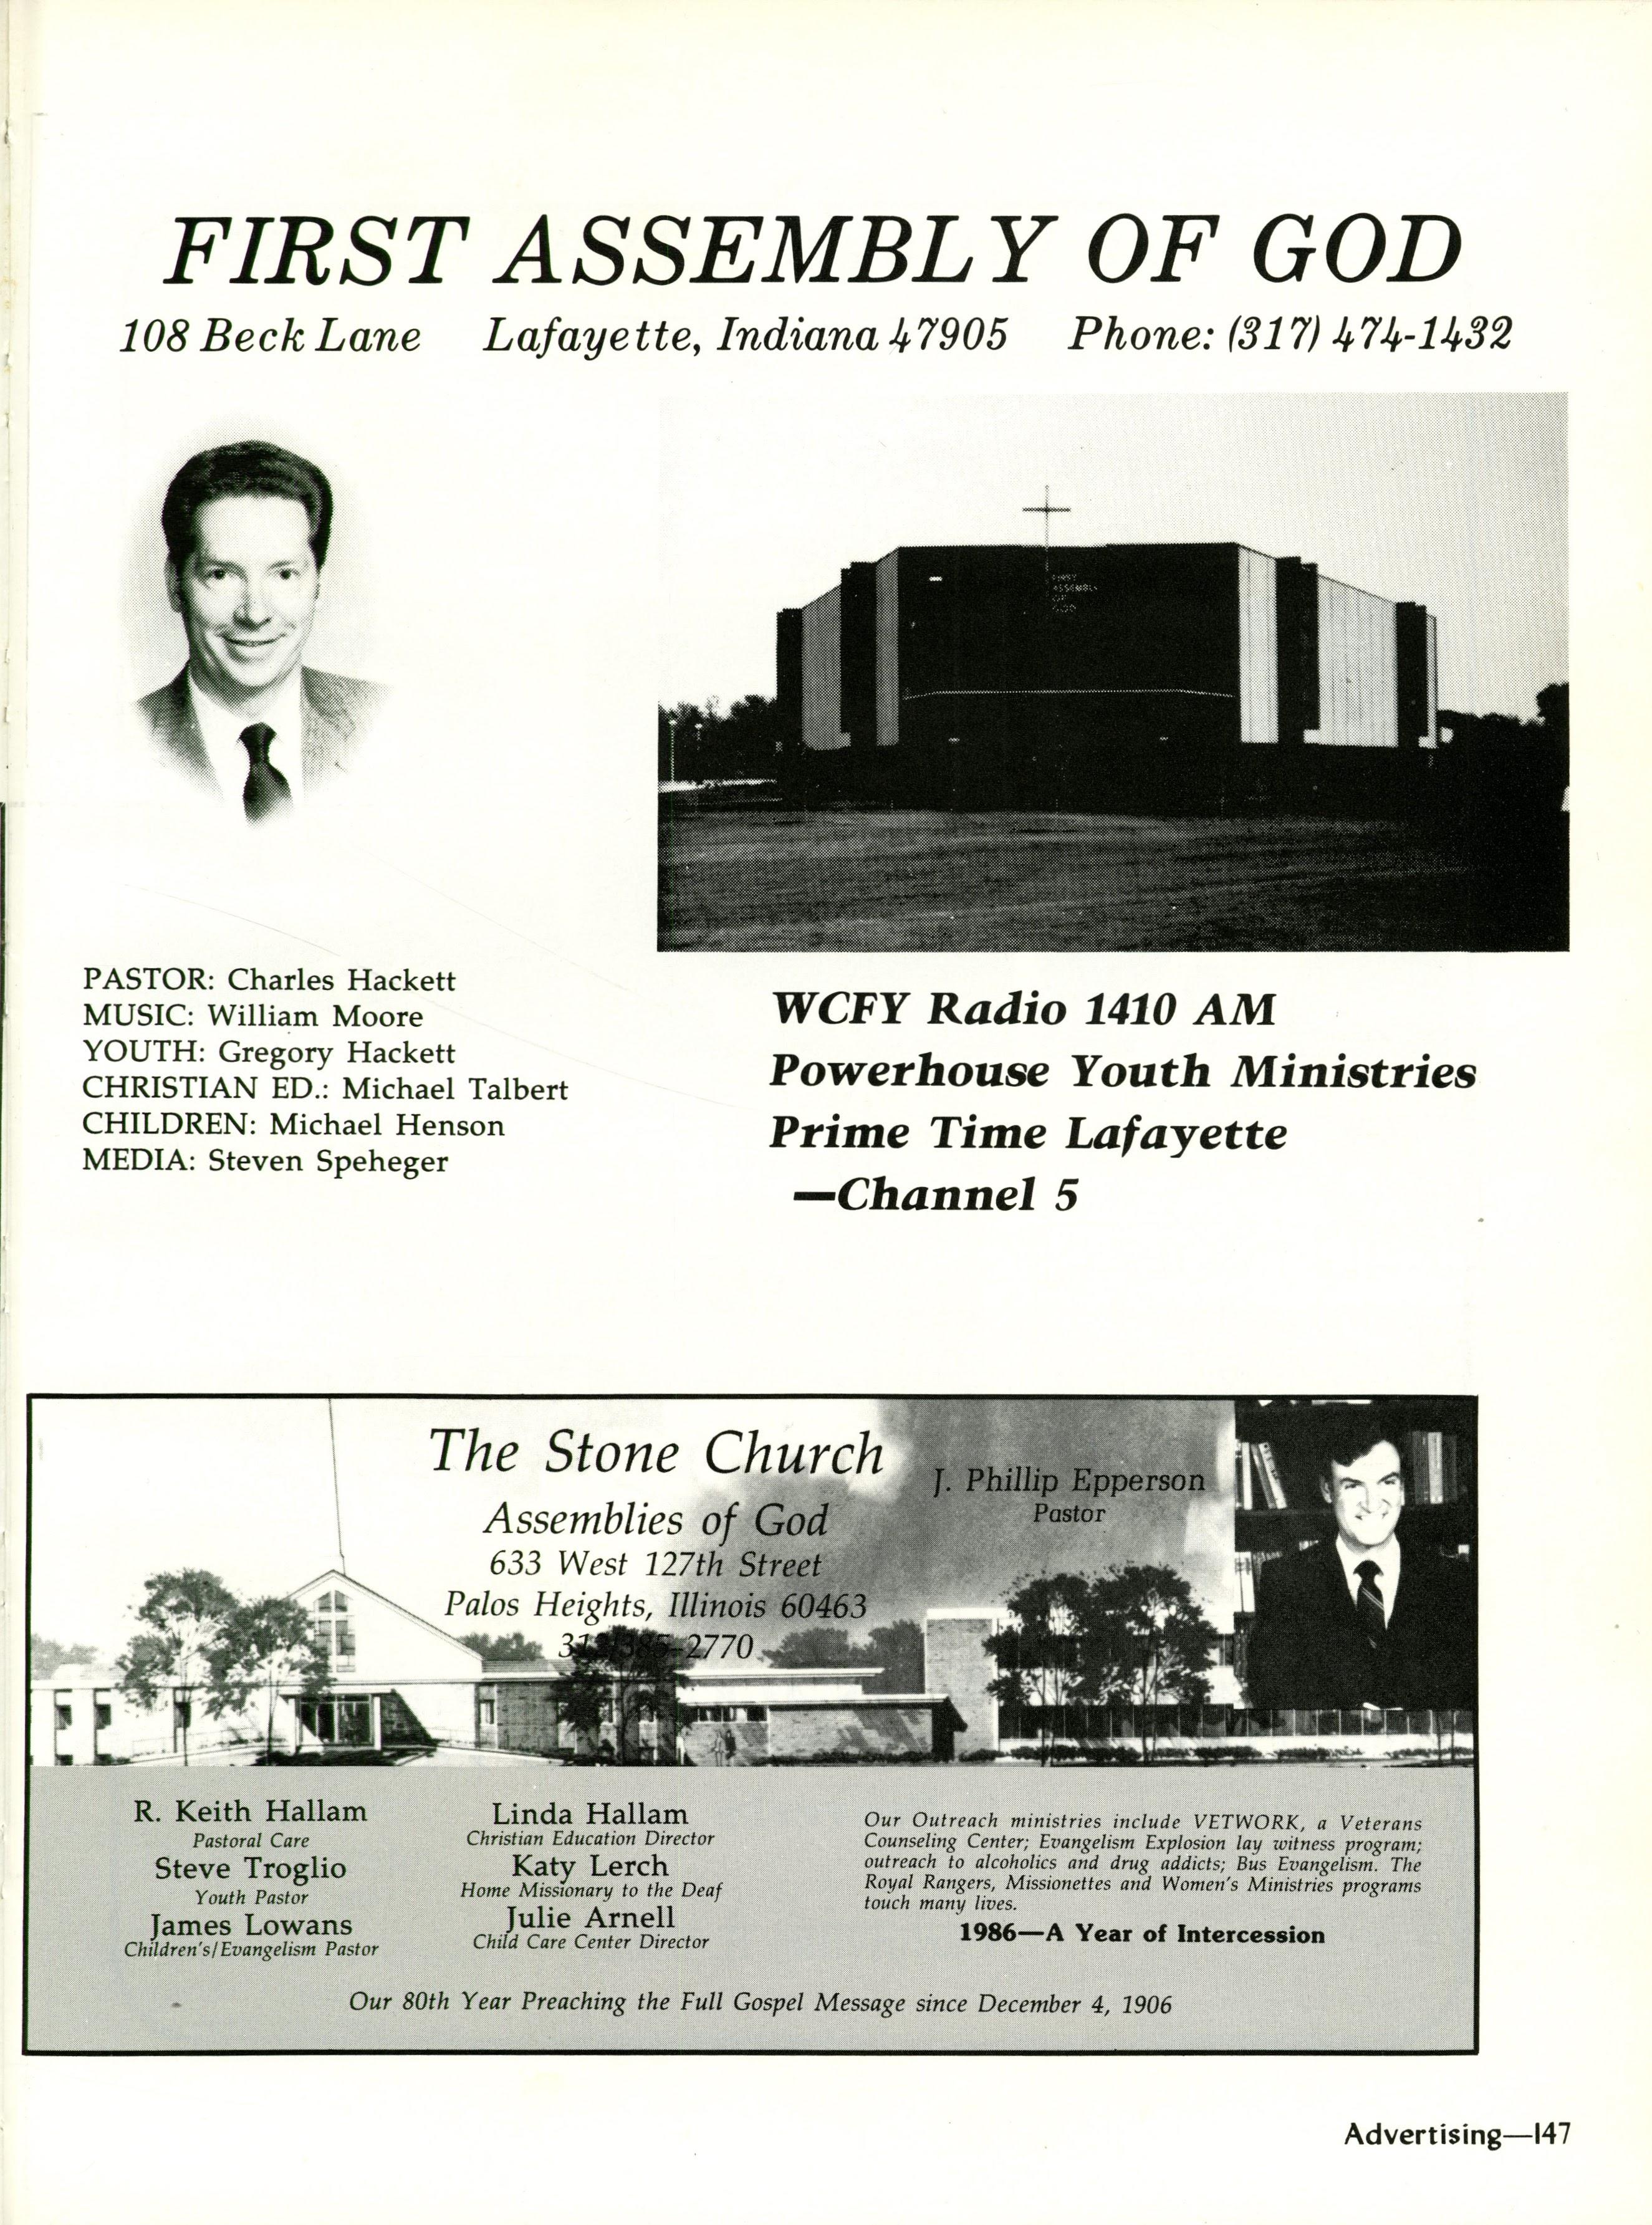 FIRST ASSEMBLY OF GOD
108 Beck Lane Lafayette, Indiana 47905 Phone: (317) 474-1432
FIRST
ASSEMBLY
OF
GOD
PASTOR: Charles Hackett
MUSIC: William Moore
YOUTH: Gregory Hackett
CHRISTIAN ED.: Michael Talbert
CHILDREN: Michael Henson
MEDIA: Steven Speheger
WCFY Radio 1410 AM
Powerhouse Youth Ministries
Prime Time Lafayette
—Channel 5
The Stone Church
Assemblies of God
633 West 127th Street
Palos Heights, Illinois 60463
312/385-2770
J. Phillip Epperson
Pastor
R. Keith Hallam
Pastoral Care
Steve Troglio
Youth Pastor
James Lowans
Children's/Evangelism Pastor
Linda Hallam
Christian Education Director
Katy Lerch
Home Missionary to the Deaf
Julie Arnell
Child Care Center Director
Our Outreach ministries include VETWORK, a Veterans
Counseling Center; Evangelism Explosion lay witness program;
outreach to alcoholics and drug addicts; Bus Evangelism. The
Royal Rangers, Missionettes and Women's Ministries programs
touch many lives.
1986—A Year of Intercession
Our 80th Year Preaching the Full Gospel Message since December 4, 1906
Advertising—147